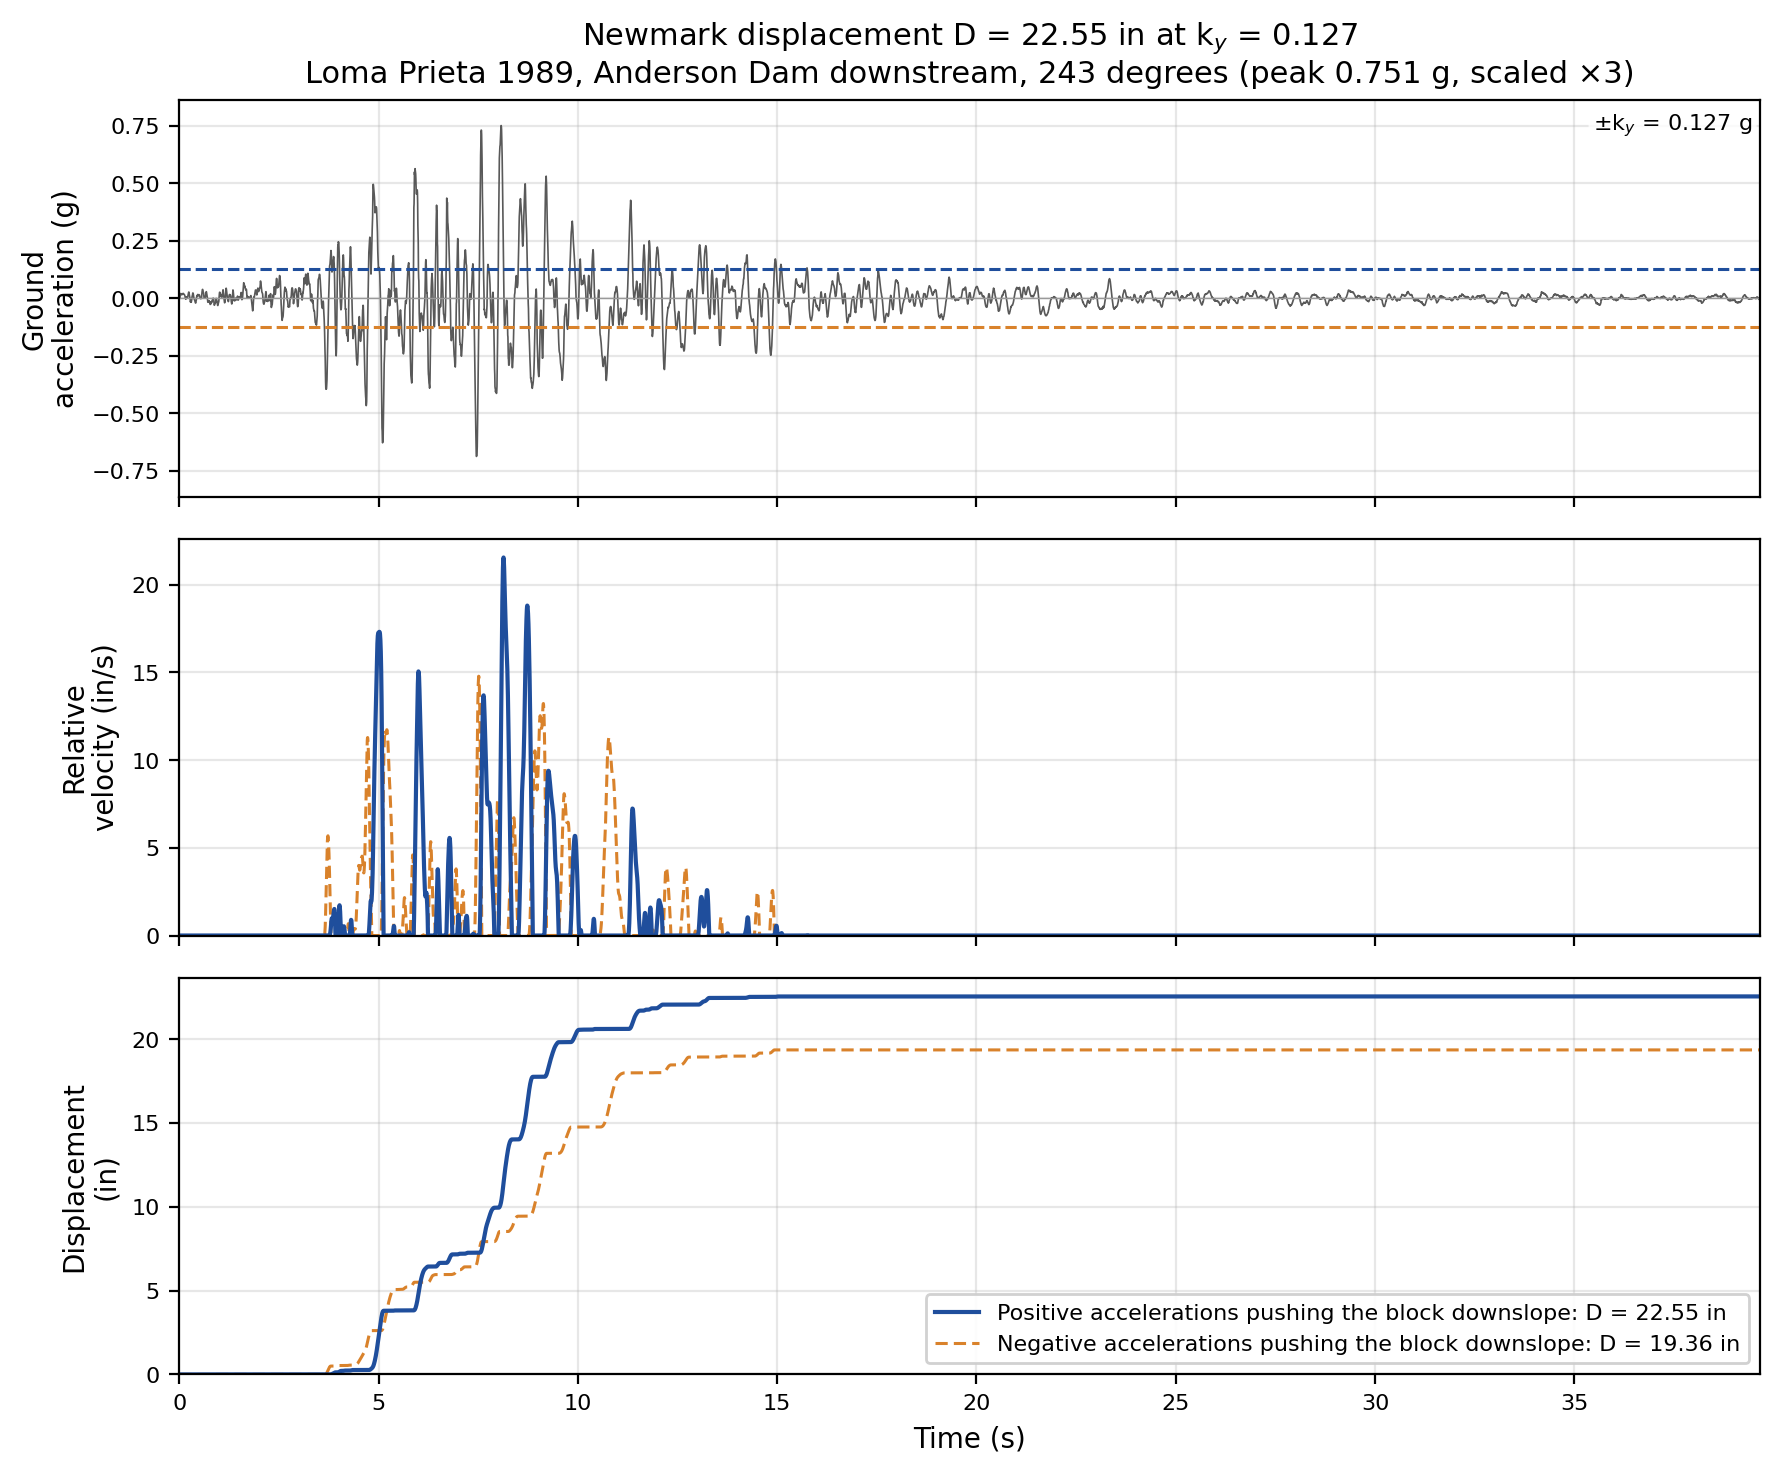 Newmark displacement D = 22.55 in at k_y = 0.127
Loma Prieta 1989, Anderson Dam downstream, 243 degrees (peak 0.751 g, scaled ×3)
±k_y = 0.127 g
Ground
acceleration (g)
0.75
0.50
0.25
0.00
−0.25
−0.50
−0.75
Relative
velocity (in/s)
20
15
10
5
0
Displacement
(in)
20
15
10
5
0
Positive accelerations pushing the block downslope: D = 22.55 in
Negative accelerations pushing the block downslope: D = 19.36 in
0 5 10 15 20 25 30 35
Time (s)